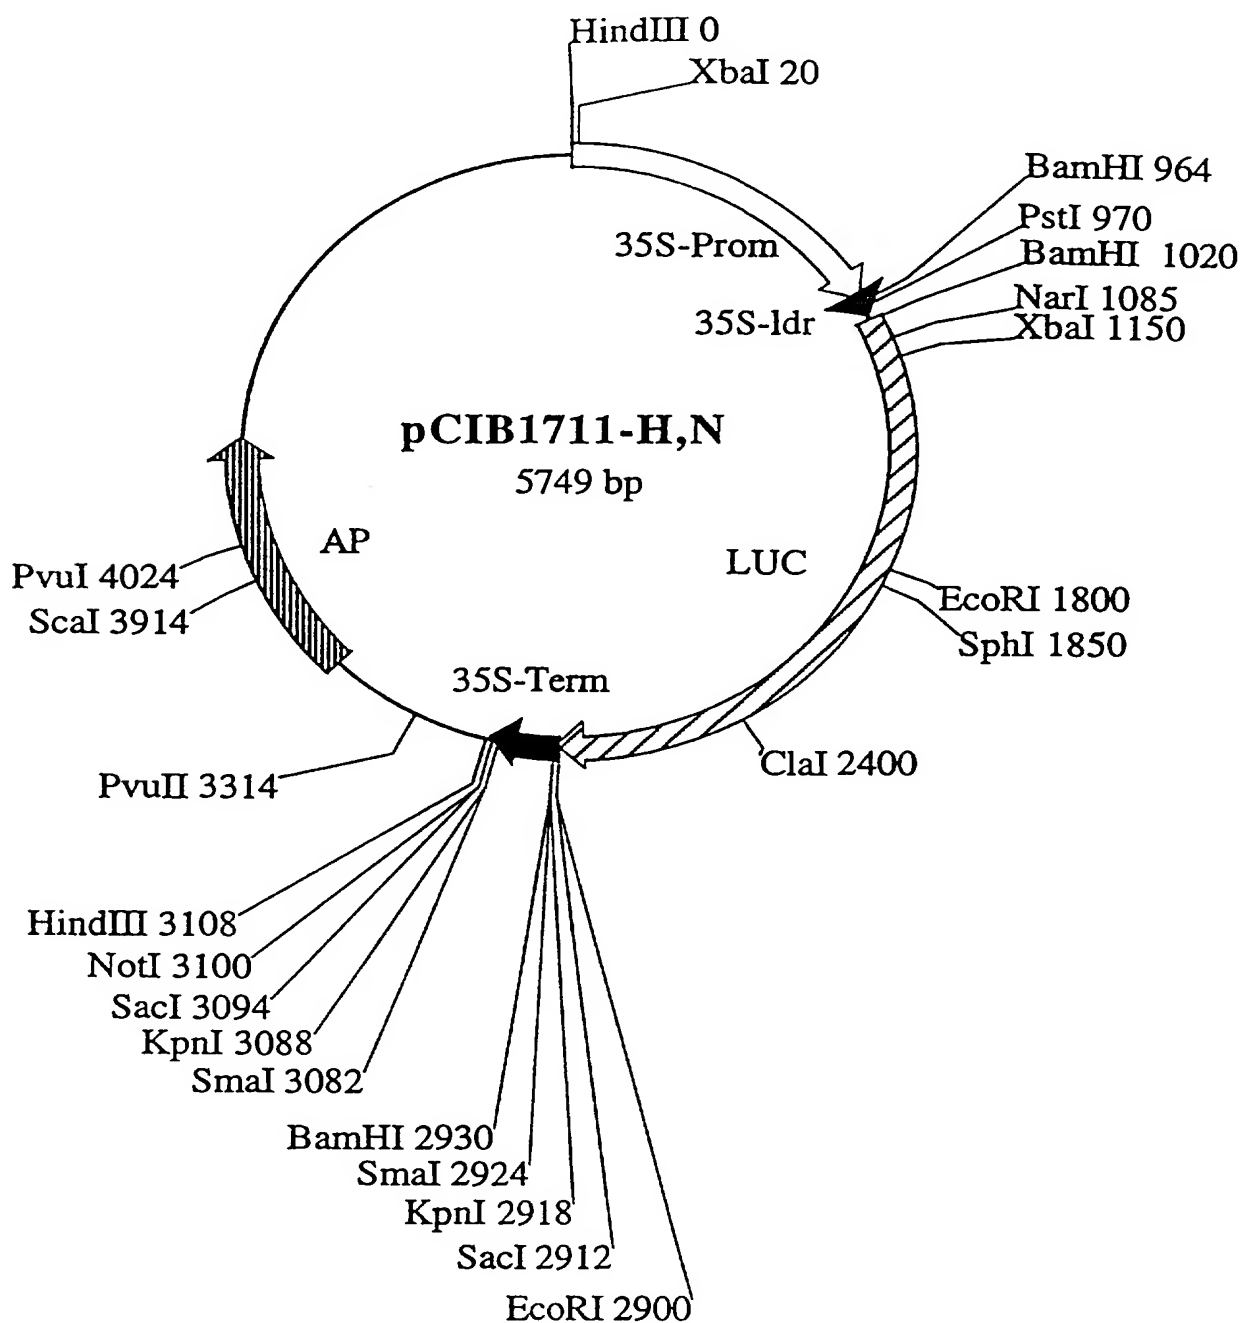 HindIII 0
XbaI 20
BamHI 964
PstI 970
BamHI 1020
NarI 1085
XbaI 1150
35S-Prom
35S-ldr
pCIB1711-H,N
5749 bp
AP
LUC
PvuI 4024
ScaI 3914
EcoRI 1800
SphI 1850
35S-Term
ClaI 2400
PvuII 3314
HindIII 3108
NotI 3100
SacI 3094
KpnI 3088
SmaI 3082
BamHI 2930
SmaI 2924
KpnI 2918
SacI 2912
EcoRI 2900